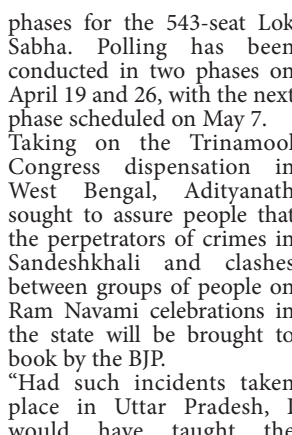 phases for the 543-seat Lok
Sabha. Polling has been
conducted in two phases on
April 19 and 26, with the next
phase scheduled on May 7.
Taking on the Trinamool
Congress dispensation in
West Bengal, Adityanath
sought to assure people that
the perpetrators of crimes in
Sandeshkhali and clashes
between groups of people on
Ram Navami celebrations in
the state will be brought to
book by the BJP.
“Had such incidents taken
place in Uttar Pradesh, I
would have taught the